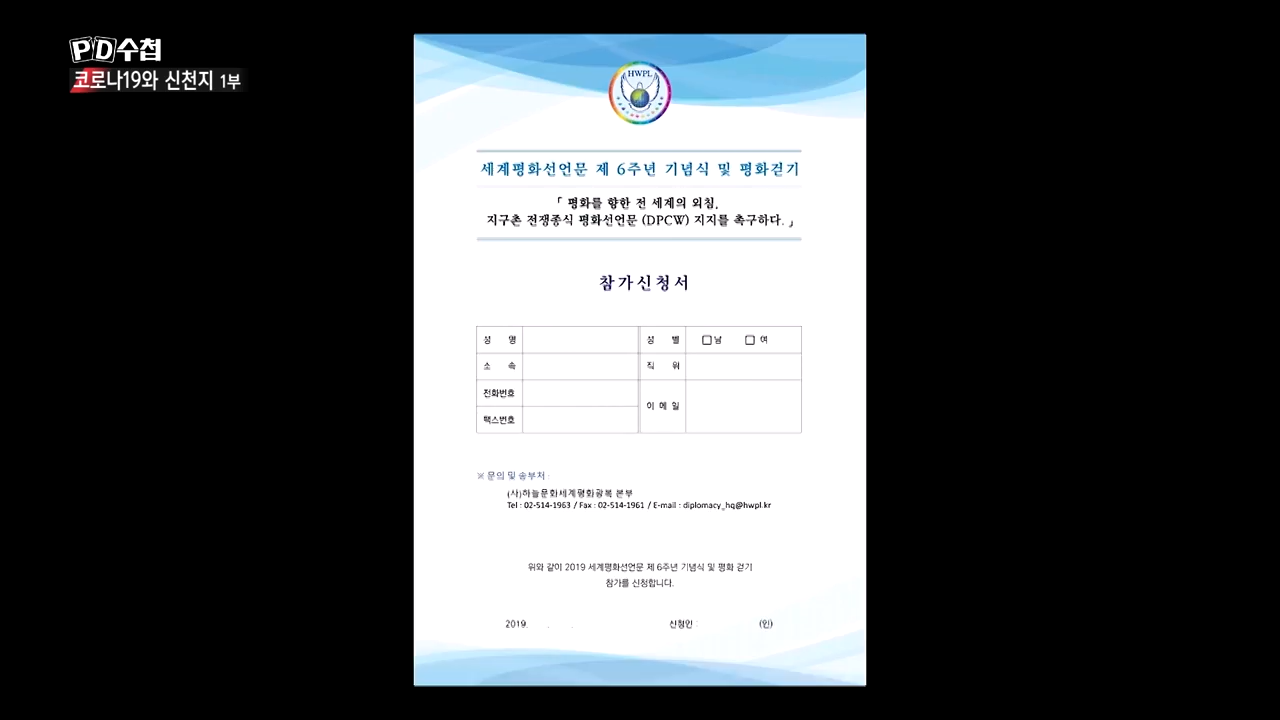 PD수첩
코로나19와 신천지 1부
HWPL
세계평화선언문 제 6주년 기념식 및 평화걷기
「 평화를 향한 전 세계의 외침,
지구촌 전쟁종식 평화선언문 (DPCW) 지지를 촉구하다. 」
참가신청서
성 명 성 별 남 여
소 속 직 위
전화번호 이 메 일
팩스번호
※ 문의 및 송부처 :
(사)하늘문화세계평화광복 본부
Tel : 02-514-1963 / Fax : 02-514-1961 / E-mail : diplomacy_hq@hwpl.kr
위와 같이 2019 세계평화선언문 제 6주년 기념식 및 평화 걷기
참가를 신청합니다.
2019. . . 신청인 : (인)